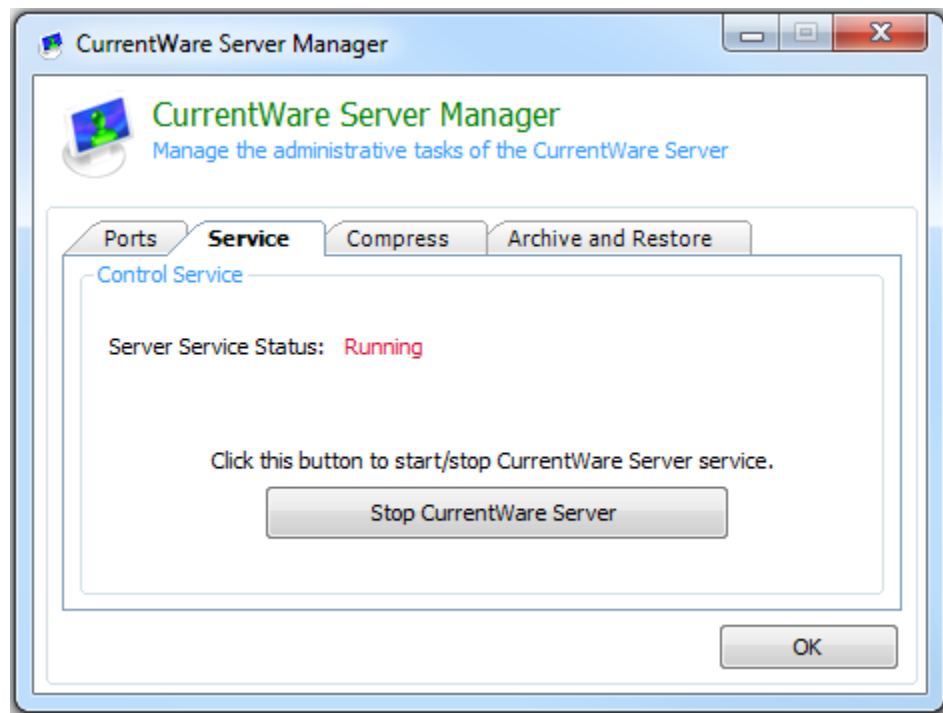 CurrentWare Server Manager
CurrentWare Server Manager
Manage the administrative tasks of the CurrentWare Server
Ports Service Compress Archive and Restore
Control Service
Server Service Status: Running
Click this button to start/stop CurrentWare Server service.
Stop CurrentWare Server
OK